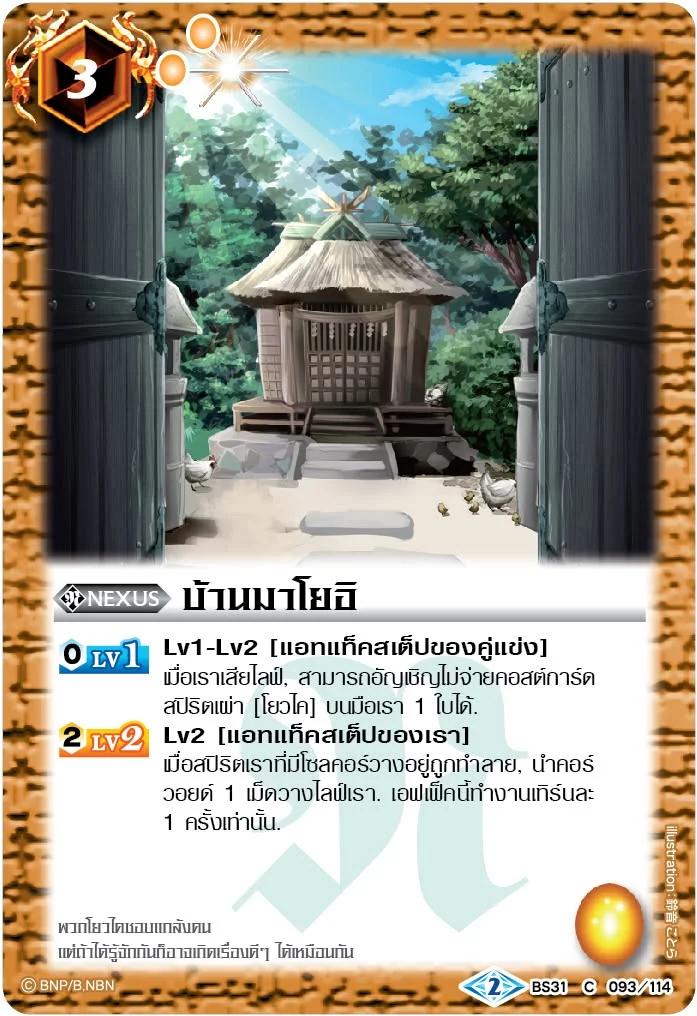 3
NEXUS บ้านมาโยอิ
0 LV1 Lv1-Lv2 [แอทแท็คสเต็ปของคู่แข่ง]
เมื่อเราเสียไลฟ์, สามารถอัญเชิญไม่จ่ายคอสต์การ์ด
สปิริตเผ่า [โยวไค] บนมือเรา 1 ใบได้.
2 LV2 Lv2 [แอทแท็คสเต็ปของเรา]
เมื่อสปิริตเราที่มีโซลคอร์วางอยู่ถูกทำลาย, นำคอร์
วอยด์ 1 เม็ดวางไลฟ์เรา. เอฟเฟ็คนี้ทำงานเทิร์นละ
1 ครั้งเท่านั้น.
พวกโยวไคชอบแกล้งคน
แต่ถ้าได้รู้จักกันก็อาจเกิดเรื่องดีๆ ได้เหมือนกัน
illustration : 鈴音ことら
©BNP/B,NBN
2 BS31 C 093/114